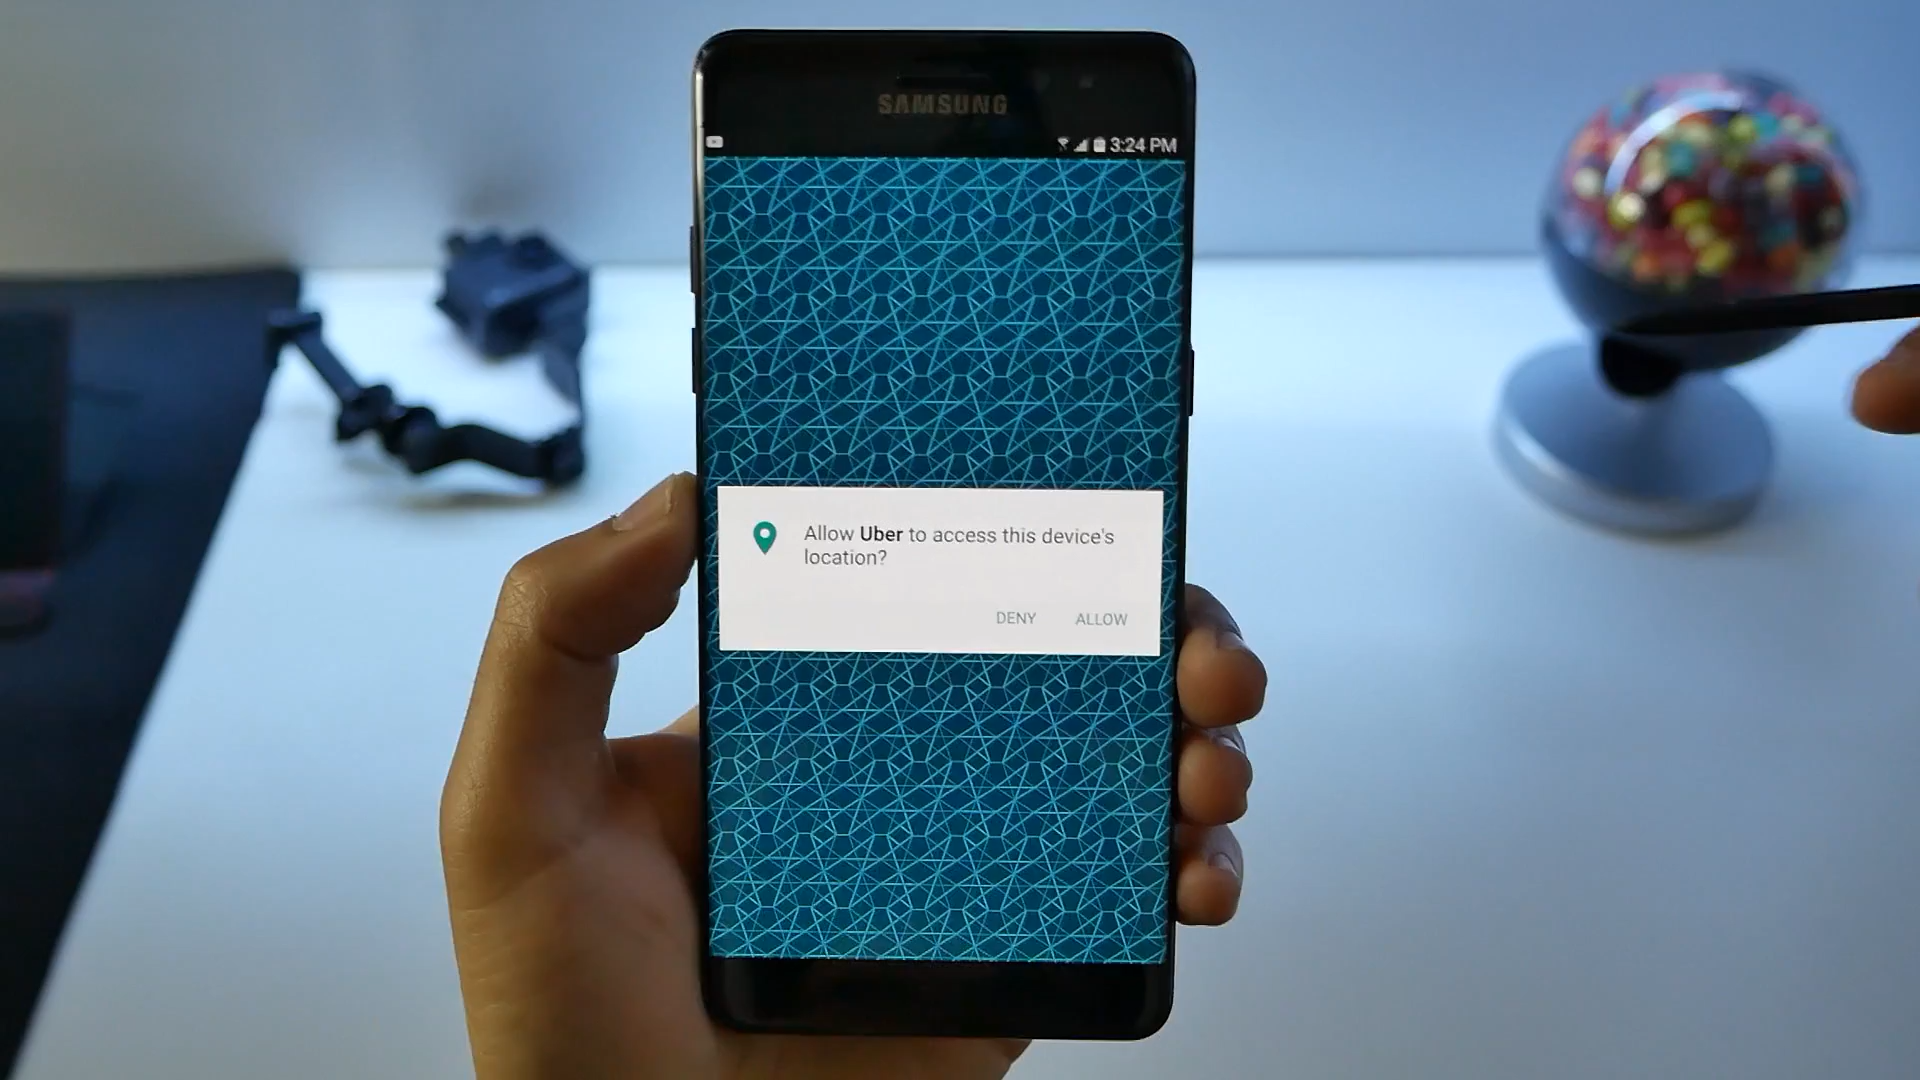 SAMSUNG
3:24 PM
Allow Uber to access this device's
location?
DENY ALLOW